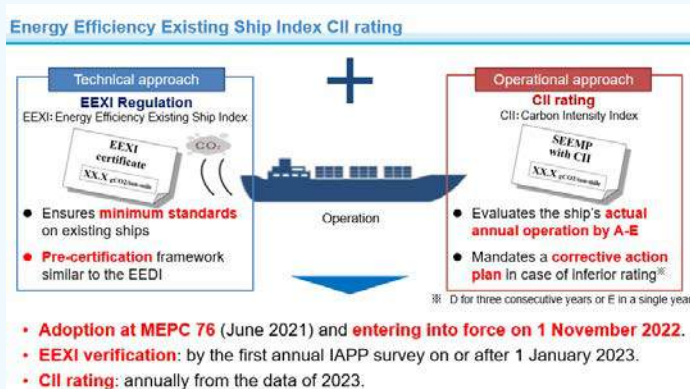 Energy Efficiency Existing Ship Index CII rating
Technical approach
EEXI Regulation
EEXI: Energy Efficiency Existing Ship Index
EEXI
certificate
XX.X gCO2/ton-mile
CO2
● Ensures minimum standards
on existing ships
● Pre-certification framework
similar to the EEDI
Operation
Operational approach
CII rating
CII: Carbon Intensity Index
SEEMP
with CII
XX.X gCO2/ton-mile
● Evaluates the ship's actual
annual operation by A-E
● Mandates a corrective action
plan in case of inferior rating※
※ D for three consecutive years or E in a single year
• Adoption at MEPC 76 (June 2021) and entering into force on 1 November 2022.
• EEXI verification: by the first annual IAPP survey on or after 1 January 2023.
• CII rating: annually from the data of 2023.